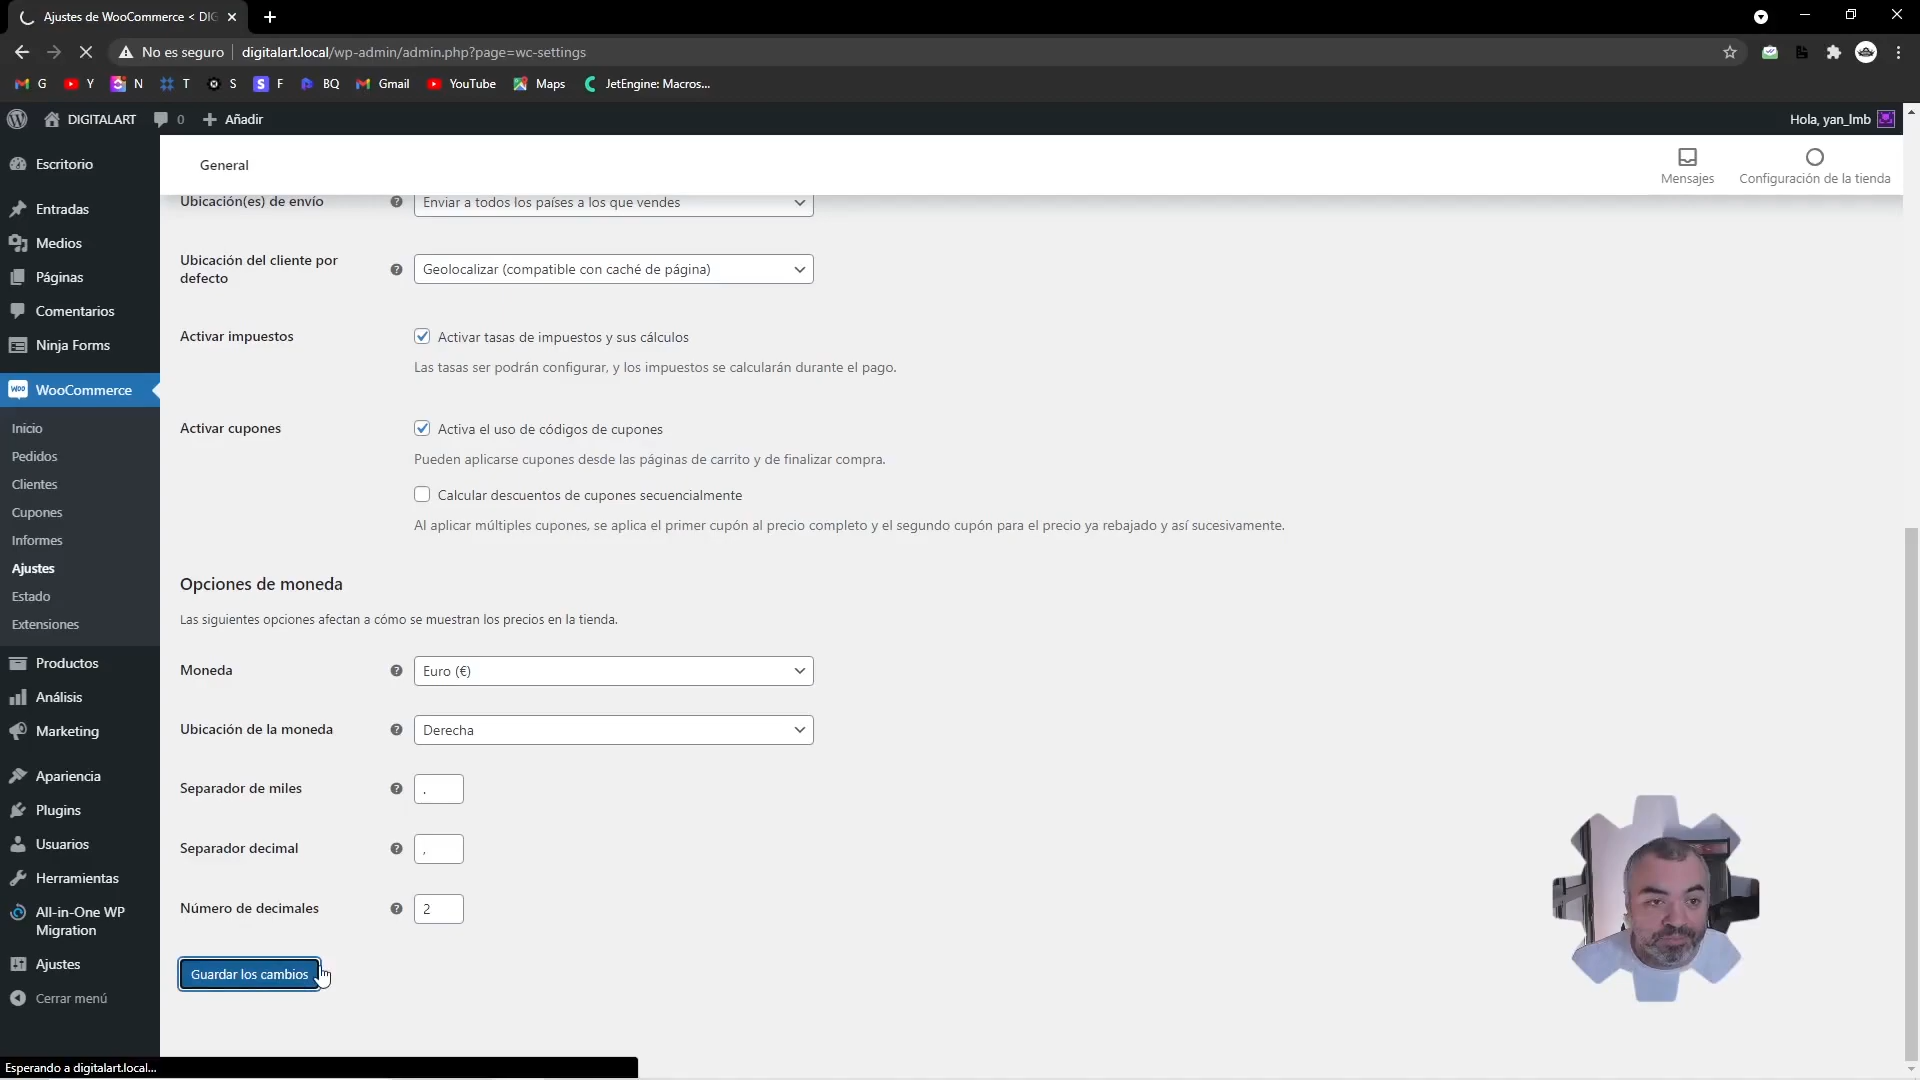 Ajustes de WooCommerce < DIG
No es seguro
digitalart.local/wp-admin/admin.php?page=wc-settings
G
Y
N
T
S
F
BQ
Gmail
YouTube
Maps
JetEngine: Macros...
DIGITALART
0
Añadir
Hola, yan_lmb
General
Mensajes
Configuración de la tienda
Escritorio
Entradas
Medios
Páginas
Comentarios
Ninja Forms
WooCommerce
Inicio
Pedidos
Clientes
Cupones
Informes
Ajustes
Estado
Extensiones
Productos
Análisis
Marketing
Apariencia
Plugins
Usuarios
Herramientas
All-in-One WP
Migration
Ajustes
Cerrar menú
Ubicación(es) de envío
Enviar a todos los países a los que vendes
Ubicación del cliente por
defecto
Geolocalizar (compatible con caché de página)
Activar impuestos
Activar tasas de impuestos y sus cálculos
Las tasas ser podrán configurar, y los impuestos se calcularán durante el pago.
Activar cupones
Activa el uso de códigos de cupones
Pueden aplicarse cupones desde las páginas de carrito y de finalizar compra.
Calcular descuentos de cupones secuencialmente
Al aplicar múltiples cupones, se aplica el primer cupón al precio completo y el segundo cupón para el precio ya rebajado y así sucesivamente.
Opciones de moneda
Las siguientes opciones afectan a cómo se muestran los precios en la tienda.
Moneda
Euro (€)
Ubicación de la moneda
Derecha
Separador de miles
.
Separador decimal
,
Número de decimales
2
Guardar los cambios
Esperando a digitalart.local...